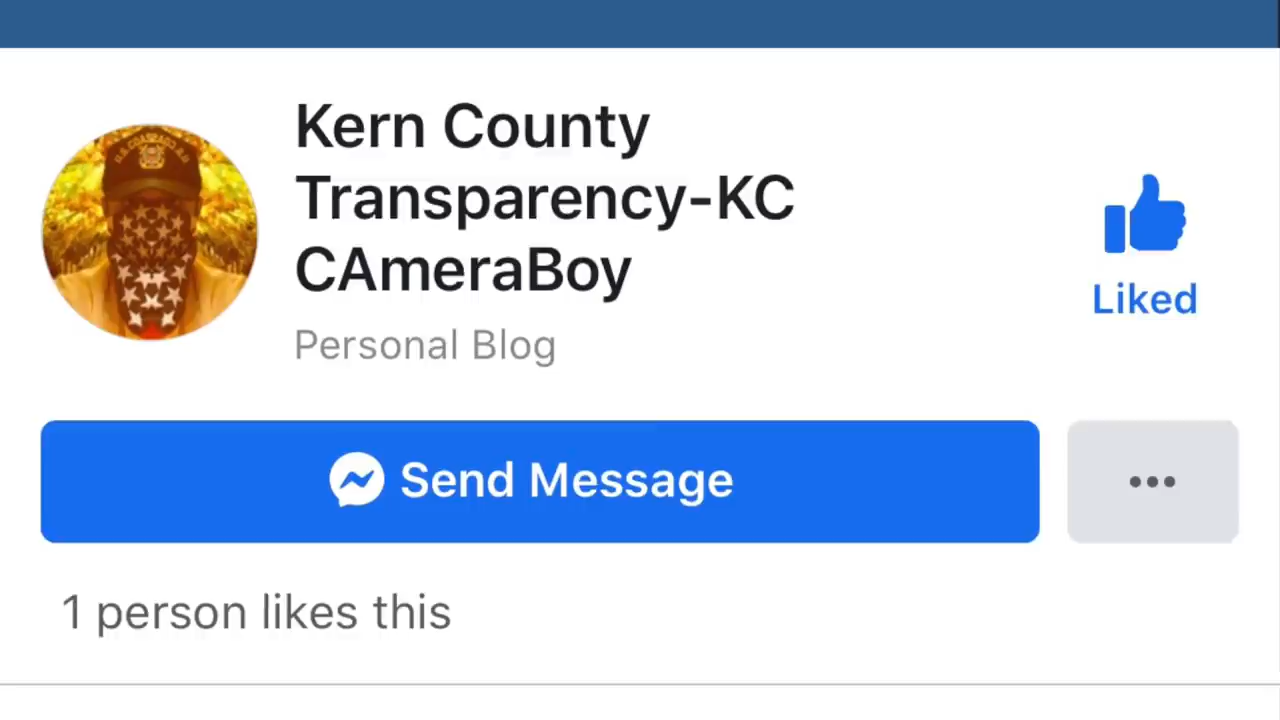 Kern County
Transparency-KC
CAmeraBoy
Liked
Personal Blog
Send Message
1 person likes this